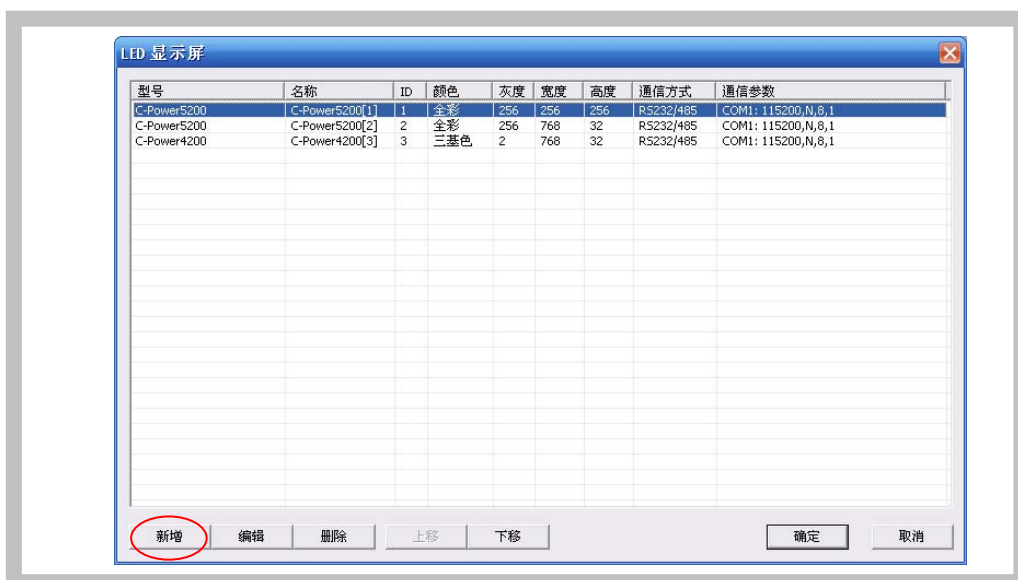 LED 显示屏
型号 名称 ID 颜色 灰度 宽度 高度 通信方式 通信参数
C-Power5200 C-Power5200[1] 1 全彩 256 256 256 RS232/485 COM1: 115200,N,8,1
C-Power5200 C-Power5200[2] 2 全彩 256 768 32 RS232/485 COM1: 115200,N,8,1
C-Power4200 C-Power4200[3] 3 三基色 2 768 32 RS232/485 COM1: 115200,N,8,1
新增 编辑 删除 上移 下移 确定 取消